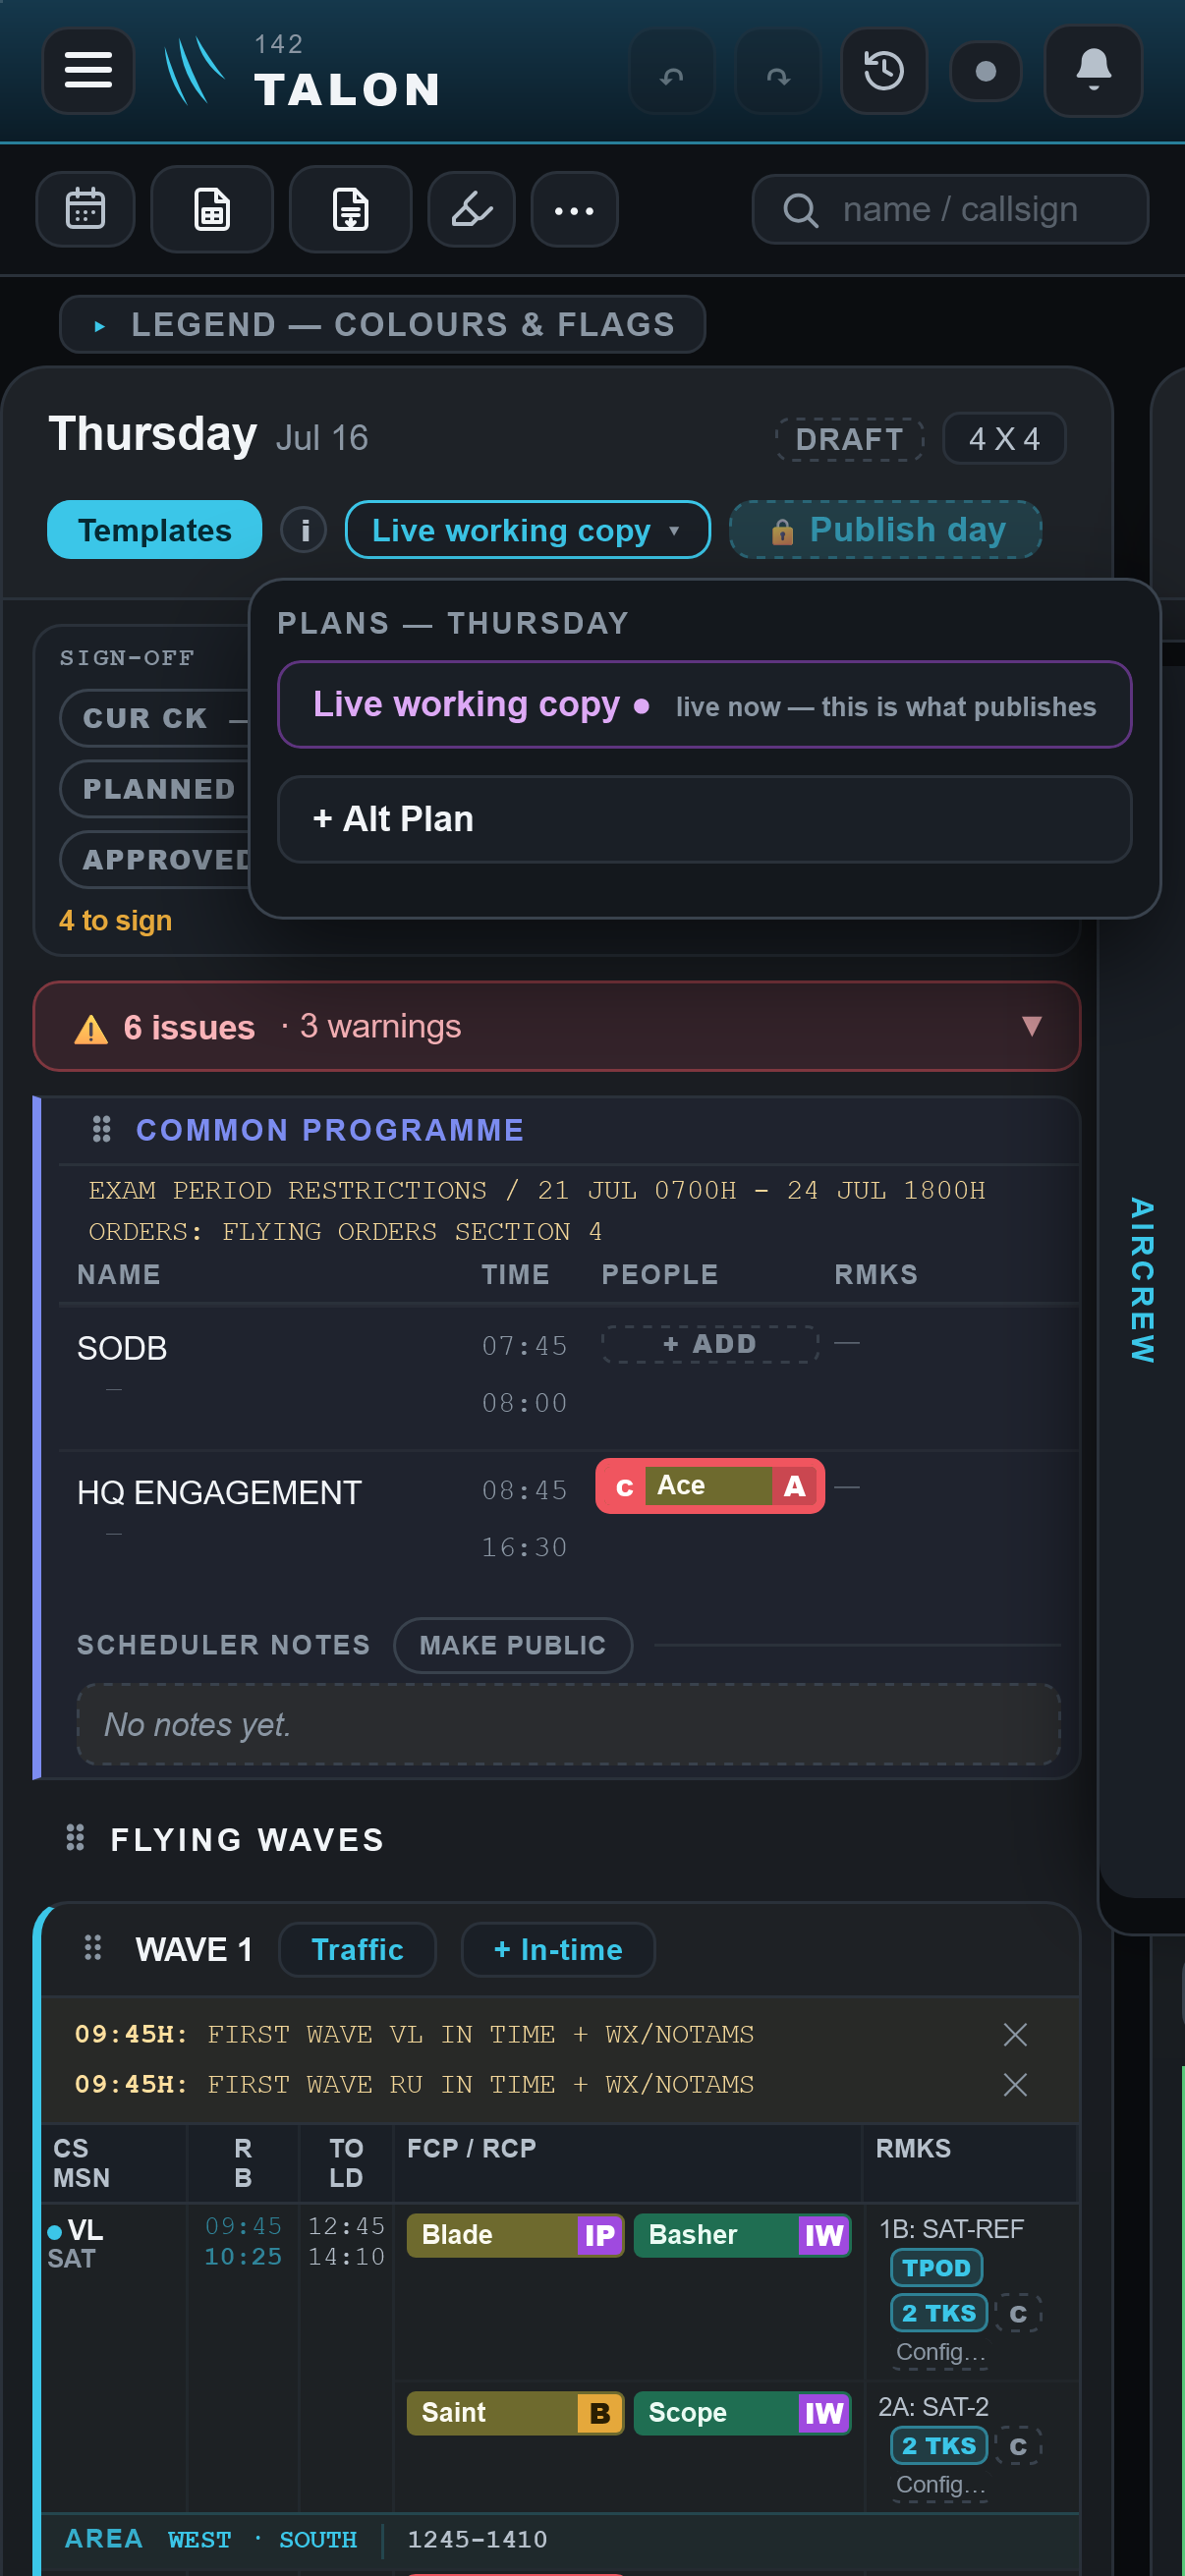 142
TALON
name / callsign
▸ LEGEND — COLOURS & FLAGS
Thursday Jul 16 DRAFT 4 X 4
Templates i Live working copy ▾ Publish day
PLANS — THURSDAY
Live working copy ● live now — this is what publishes
+ Alt Plan
SIGN-OFF
CUR CK —
PLANNED
APPROVED
4 to sign
6 issues · 3 warnings ▼
COMMON PROGRAMME
EXAM PERIOD RESTRICTIONS / 21 JUL 0700H - 24 JUL 1800H
ORDERS: FLYING ORDERS SECTION 4
NAME TIME PEOPLE RMKS
SODB 07:45 + ADD —
— 08:00
HQ ENGAGEMENT 08:45 C Ace A —
— 16:30
SCHEDULER NOTES MAKE PUBLIC
No notes yet.
AIRCREW
FLYING WAVES
WAVE 1 Traffic + In-time
09:45H: FIRST WAVE VL IN TIME + WX/NOTAMS
09:45H: FIRST WAVE RU IN TIME + WX/NOTAMS
CS R TO FCP / RCP RMKS
MSN B LD
VL 09:45 12:45 Blade IP Basher IW 1B: SAT-REF
SAT 10:25 14:10 TPOD
2 TKS C
Config...
Saint B Scope IW 2A: SAT-2
2 TKS C
Config...
AREA WEST · SOUTH 1245-1410